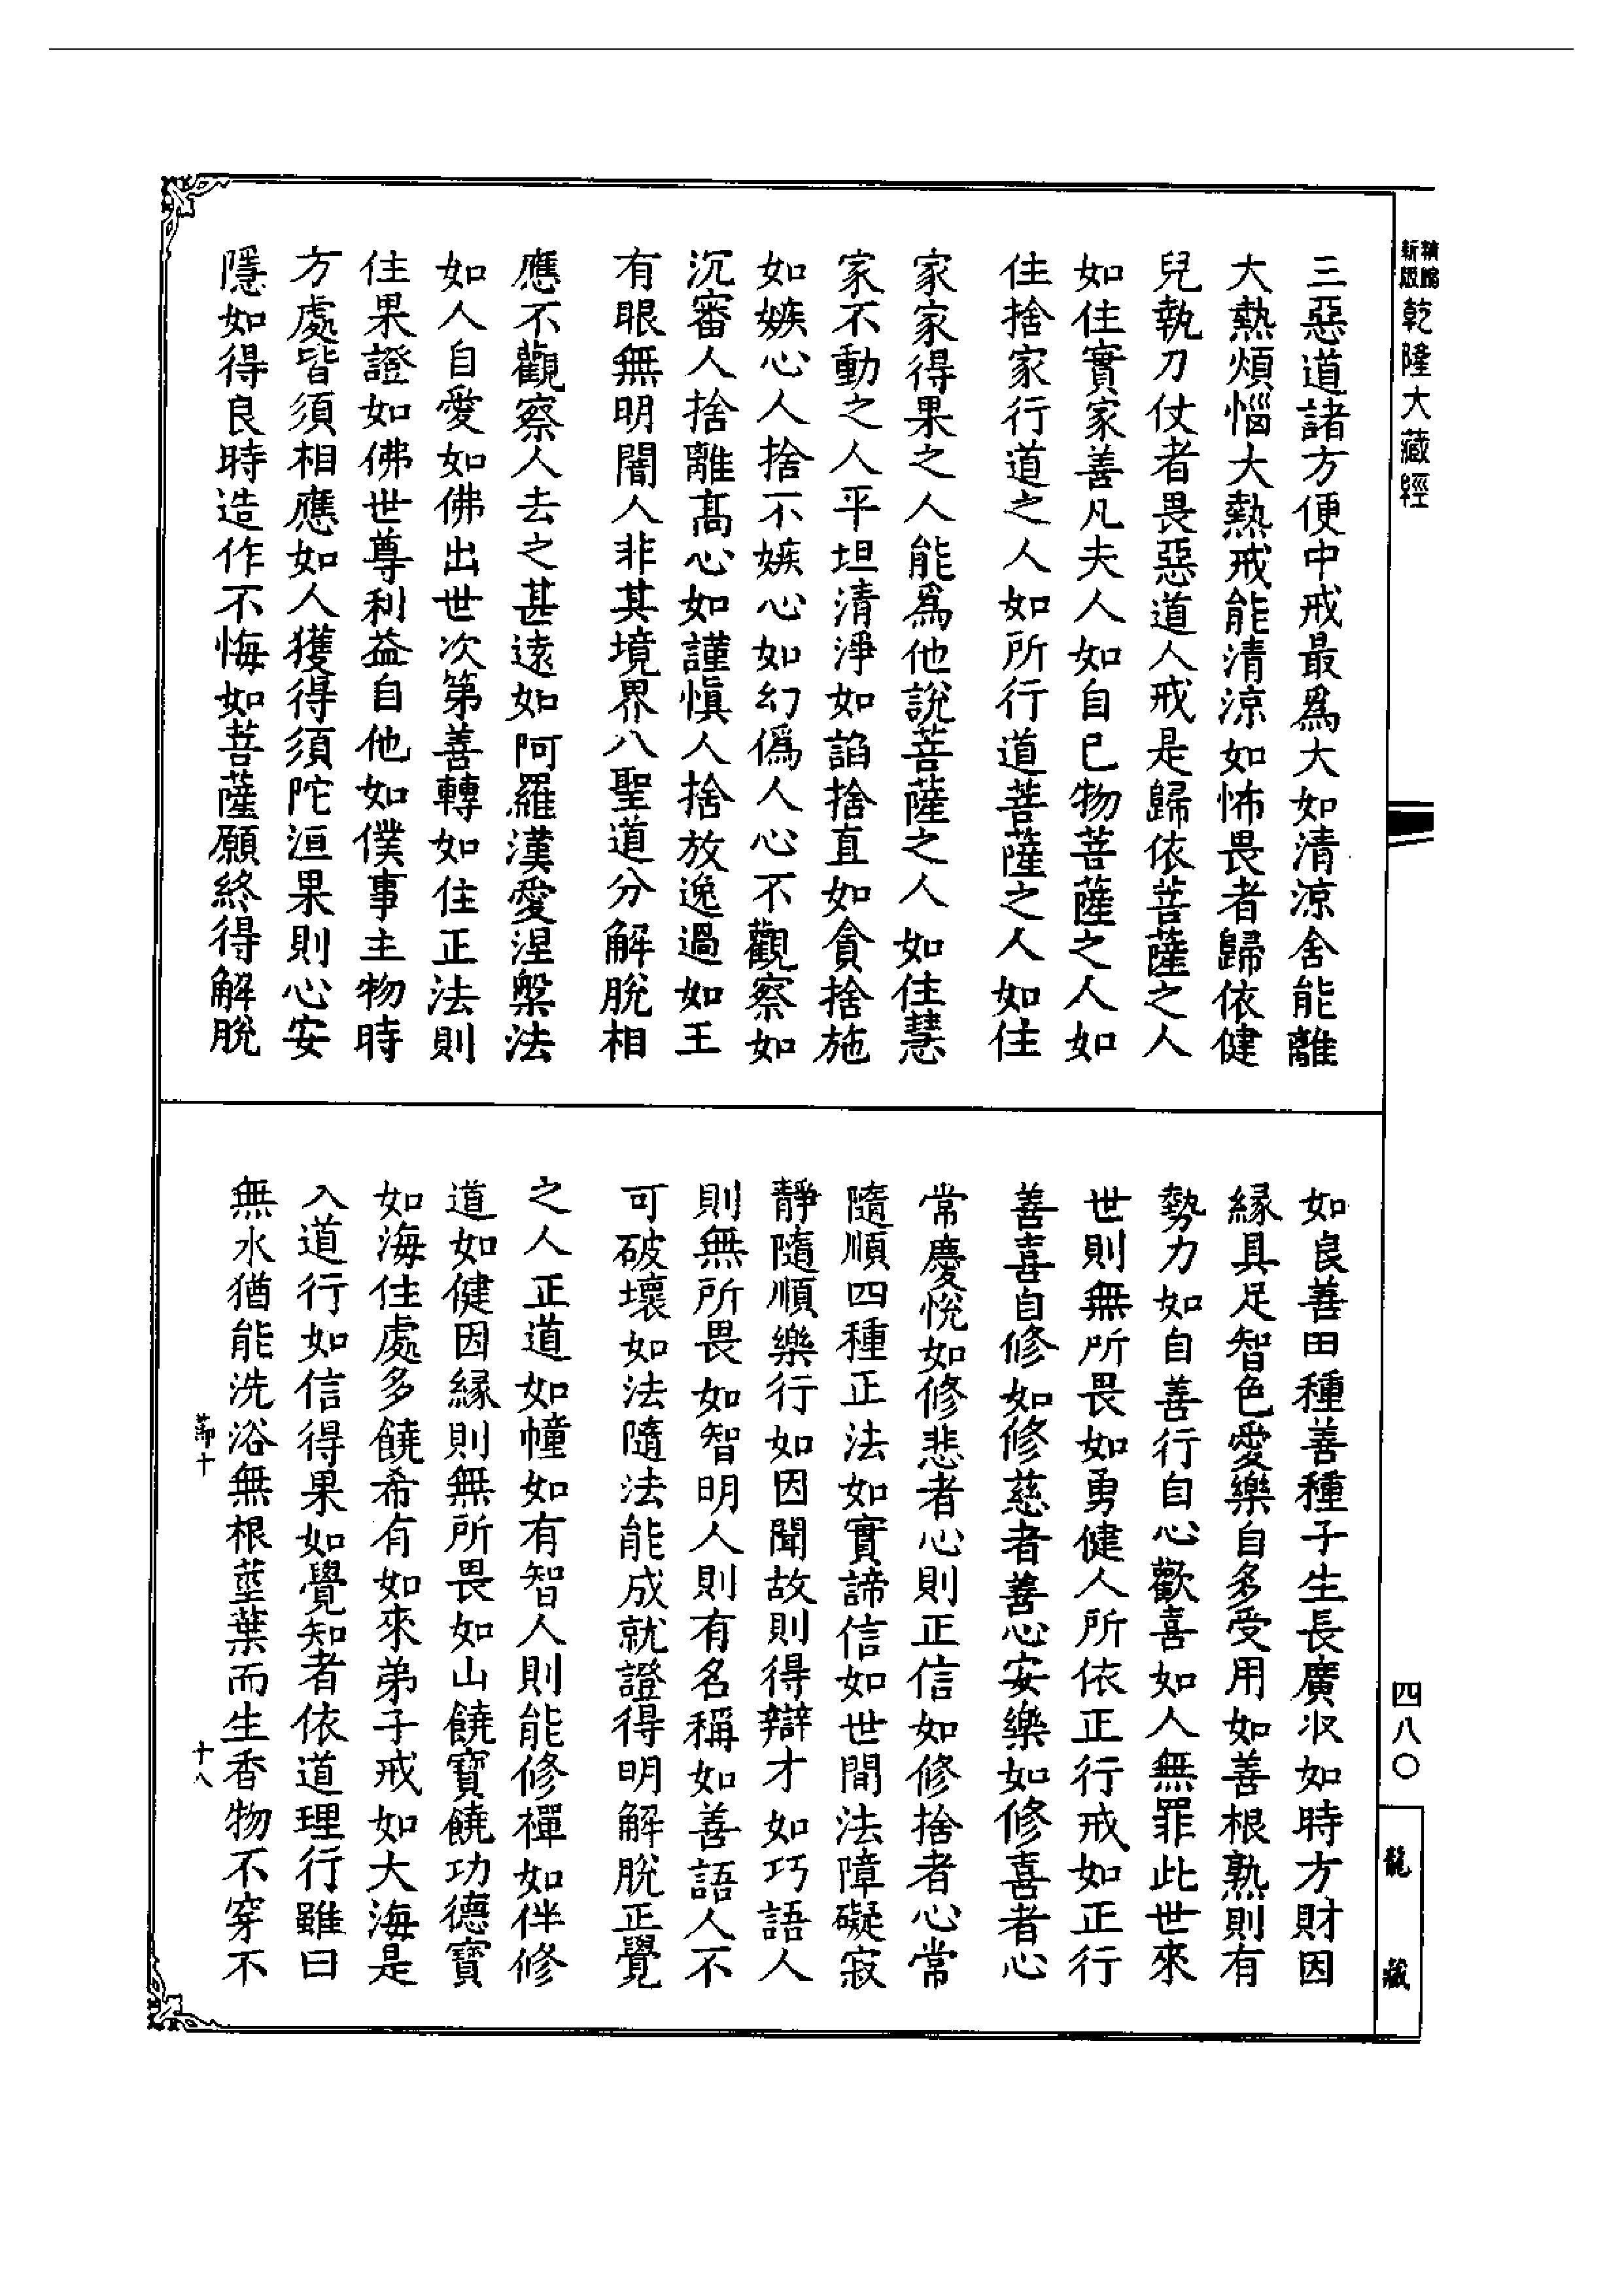 精縮新版乾隆大藏經
三惡道諸方便中戒最爲大如清涼舍能離
大熱煩惱大熱戒能清涼如怖畏者歸依健
兒執刀仗者畏惡道人戒是歸依菩薩之人
如住實家善凡夫人如自已物菩薩之人如
住捨家行道之人如所行道菩薩之人如住
家家得果之人能爲他說菩薩之人如住慧
家不動之人平坦清淨如諂捨直如貪捨施
如嫉心人捨不嫉心如幻僞人心不觀察如
沉審人捨離高心如謹慎人捨放逸過如王
有眼無明闇人非其境界八聖道分解脫相
應不觀察人去之甚遠如阿羅漢愛涅槃法
如人自愛如佛出世次第善轉如住正法則
住果證如佛世尊利益自他如僕事主物時
方處皆須相應如人獲得須陀洹果則心安
隱如得良時造作不悔如菩薩願終得解脫
如良善田種善種子生長廣收如時方財因
緣具足智色愛樂自多受用如善根熟則有
勢力如自善行自心歡喜如人無罪此世來
世則無所畏如勇健人所依正行戒如正行
善喜自修如修慈者善心安樂如修喜者心
常慶悅如修悲者心則正信如修捨者心常
隨順四種正法如實諦信如世間法障礙寂
靜隨順樂行如因聞故則得辯才如巧語人
則無所畏如智明人則有名稱如善語人不
可破壞如法隨法能成就證得明解脫正覺
之人正道如幢如有智人則能修禪如伴修
道如健因緣則無所畏如山饒寶饒功德寶
如海住處多饒希有如來弟子戒如大海是
入道行如信得果如覺知者依道理行雖曰
無水猶能洗浴無根莖葉而生香物不穿不
十八
四八〇
龍藏